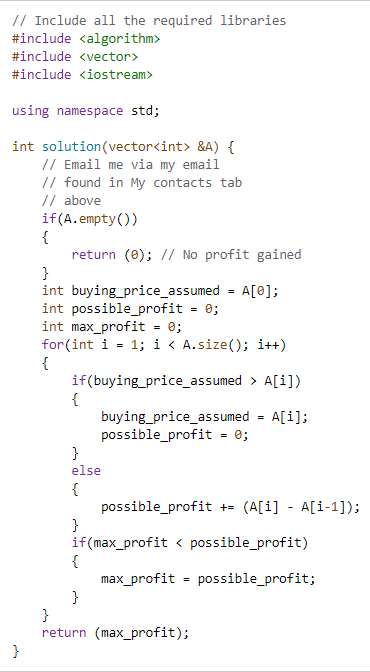 // Include all the required libraries
#include <algorithm>
#include <vector>
#include <iostream>

using namespace std;

int solution(vector<int> &A) {
    // Email me via my email
    // found in My contacts tab
    // above
    if(A.empty())
    {
        return (0); // No profit gained
    }
    int buying_price_assumed = A[0];
    int possible_profit = 0;
    int max_profit = 0;
    for(int i = 1; i < A.size(); i++)
    {
        if(buying_price_assumed > A[i])
        {
            buying_price_assumed = A[i];
            possible_profit = 0;
        }
        else
        {
            possible_profit += (A[i] - A[i-1]);
        }
        if(max_profit < possible_profit)
        {
            max_profit = possible_profit;
        }
    }
    return (max_profit);
}